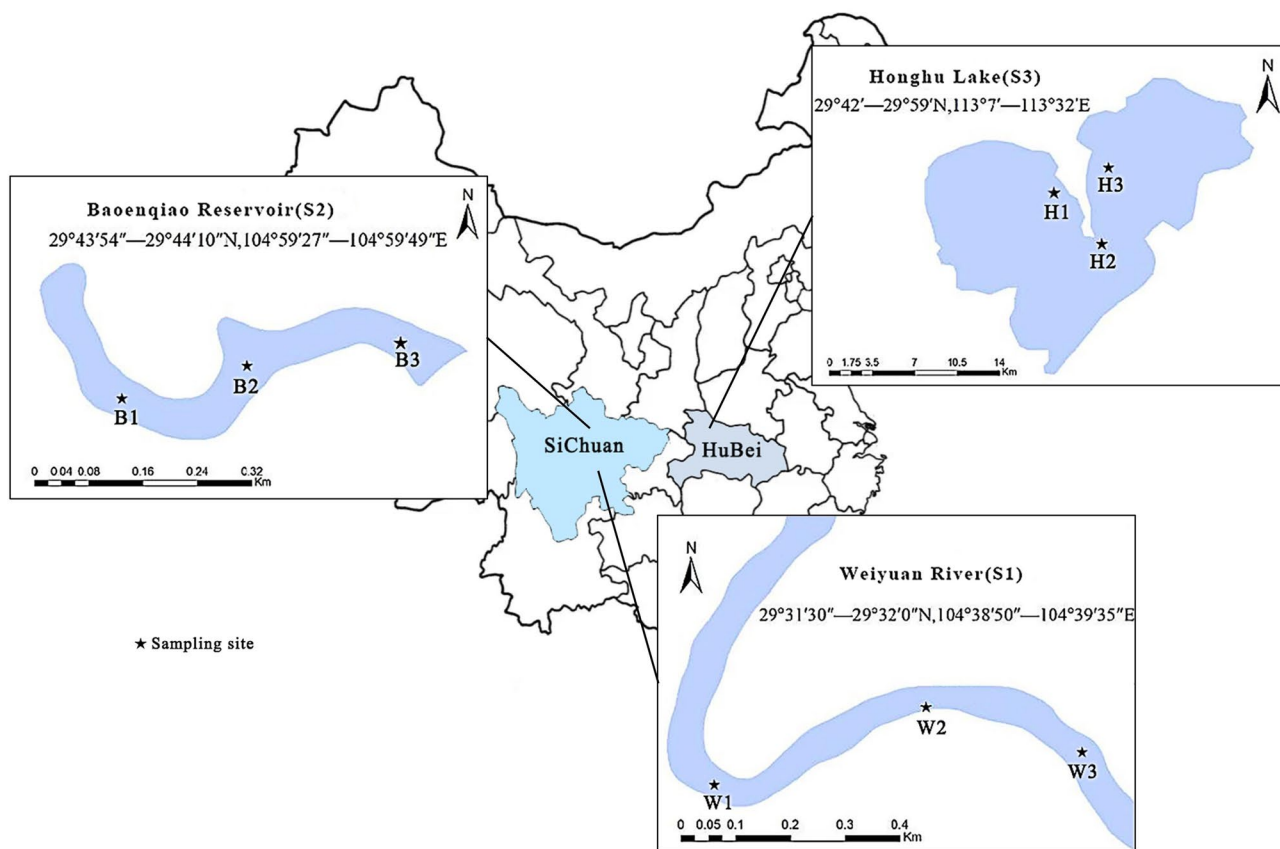 Honghu Lake(S3)
29°42′—29°59′N,113°7′—113°32′E
N
H1
H3
H2
0 1.75 3.5 7 10.5 14
Km
Baoenqiao Reservoir(S2)
29°43′54″—29°44′10″N,104°59′27″—104°59′49″E
N
B1
B2
B3
0 0 04 0.08 0.16 0.24 0.32
Km
SiChuan
HuBei
Weiyuan River(S1)
29°31′30″—29°32′0″N,104°38′50″—104°39′35″E
N
W1
W2
W3
0 0.05 0.1 0.2 0.3 0.4
Km
★ Sampling site